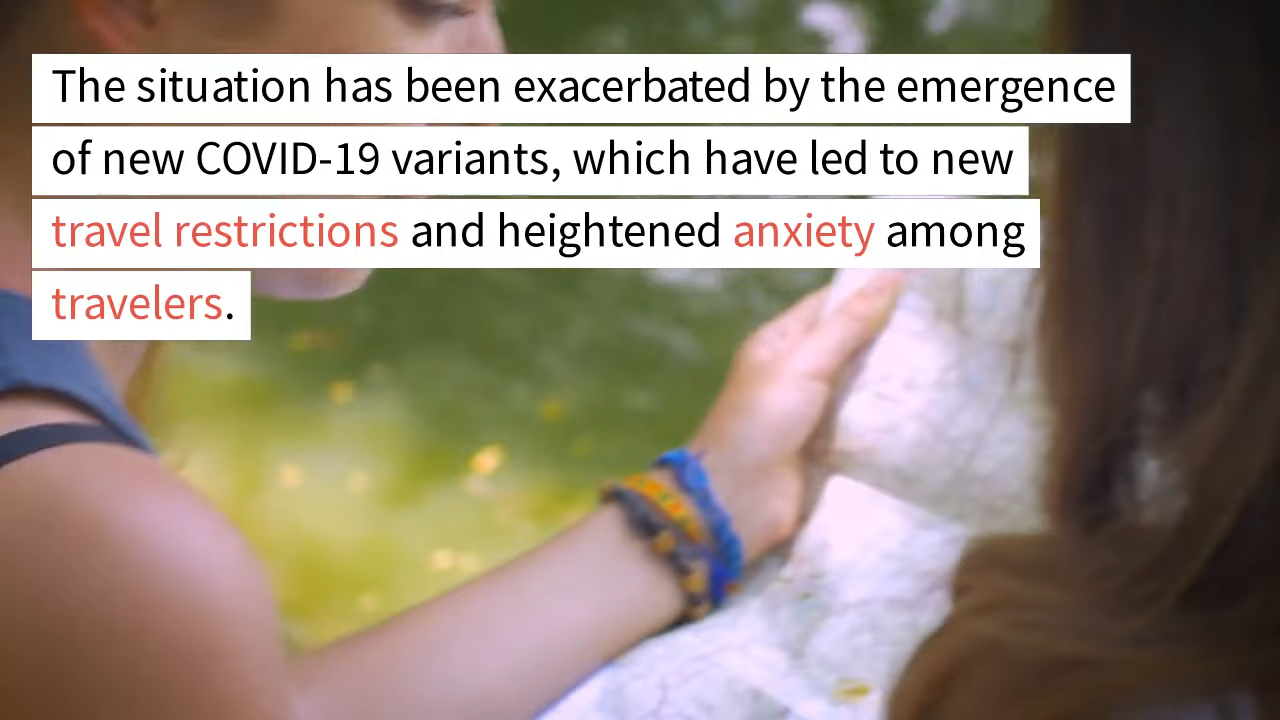 The situation has been exacerbated by the emergence
of new COVID-19 variants, which have led to new
travel restrictions and heightened anxiety among
travelers.